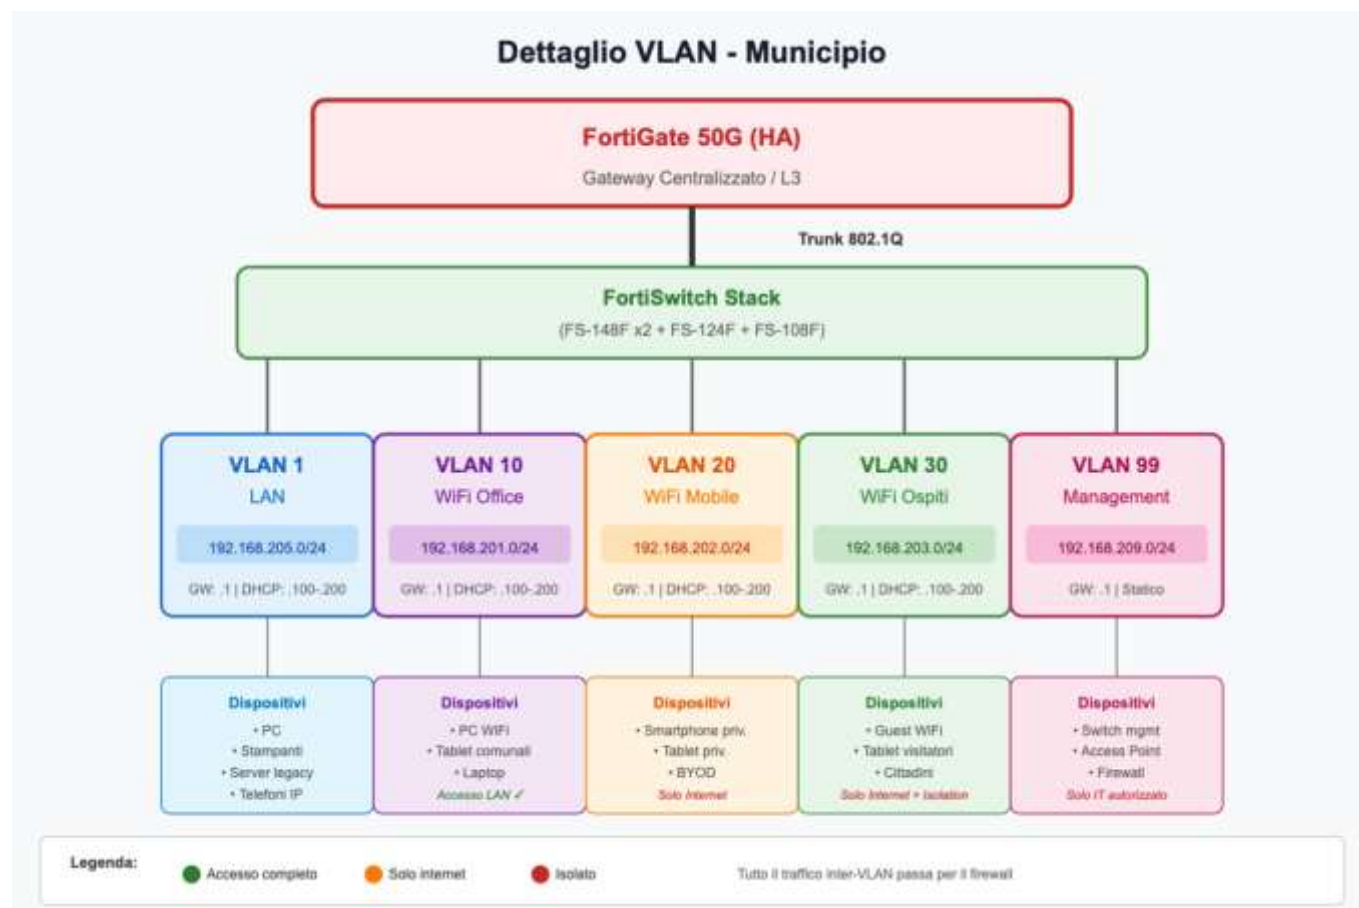 Dettaglio VLAN - Municipio
FortiGate 50G (HA)
Gateway Centralizzato / L3
Trunk 802.1Q
FortiSwitch Stack
(FS-148F x2 + FS-124F + FS-108F)
VLAN 1
LAN
192.168.205.0/24
GW: .1 | DHCP: .100-.200
VLAN 10
WiFi Office
192.168.201.0/24
GW: .1 | DHCP: .100-.200
VLAN 20
WiFi Mobile
192.168.202.0/24
GW: .1 | DHCP: .100-.200
VLAN 30
WiFi Ospiti
192.168.203.0/24
GW: .1 | DHCP: .100-.200
VLAN 99
Management
192.168.209.0/24
GW: .1 | Statico
Dispositivi
• PC
• Stampanti
• Server legacy
• Telefoni IP
Dispositivi
• PC WiFi
• Tablet comunali
• Laptop
Accesso LAN ✓
Dispositivi
• Smartphone priv.
• Tablet priv.
• BYOD
Solo Internet
Dispositivi
• Guest WiFi
• Tablet visitatori
• Cittadini
Solo Internet + Isolation
Dispositivi
• Switch mgmt
• Access Point
• Firewall
Solo IT autorizzato
Legenda:
Accesso completo
Solo internet
Isolato
Tutto il traffico inter-VLAN passa per il firewall